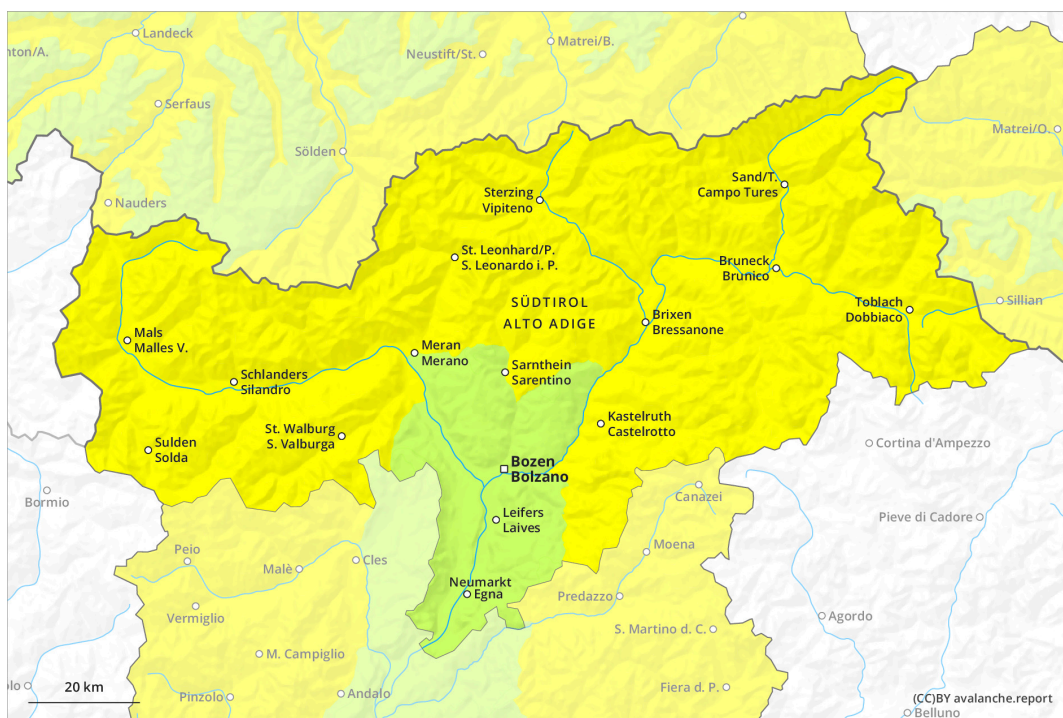 Landeck
nton/A.
Neustift/St.
Matrei/B.
Serfaus
Matrei/O.
Sölden
Sand/T.
Campo Tures
Sterzing
Vipiteno
Nauders
St. Leonhard/P.
S. Leonardo i. P.
Bruneck
Brunico
SÜDTIROL
ALTO ADIGE
Toblach
Dobbiaco
Sillian
Brixen
Bressanone
Mals
Malles V.
Meran
Merano
Sarnthein
Sarentino
Schlanders
Silandro
Kastelruth
Castelrotto
St. Walburg
S. Valburga
Sulden
Solda
Cortina d'Ampezzo
Bozen
Bolzano
Bormio
Canazei
Leifers
Laives
Pieve di Cadore
Peio
Moena
Malè
Cles
Neumarkt
Egna
Predazzo
Vermiglio
Agordo
S. Martino d. C.
M. Campiglio
olo
20 km
Pinzolo
Andalo
Fiera d. P.
(CC)BY avalanche.report
Belluno